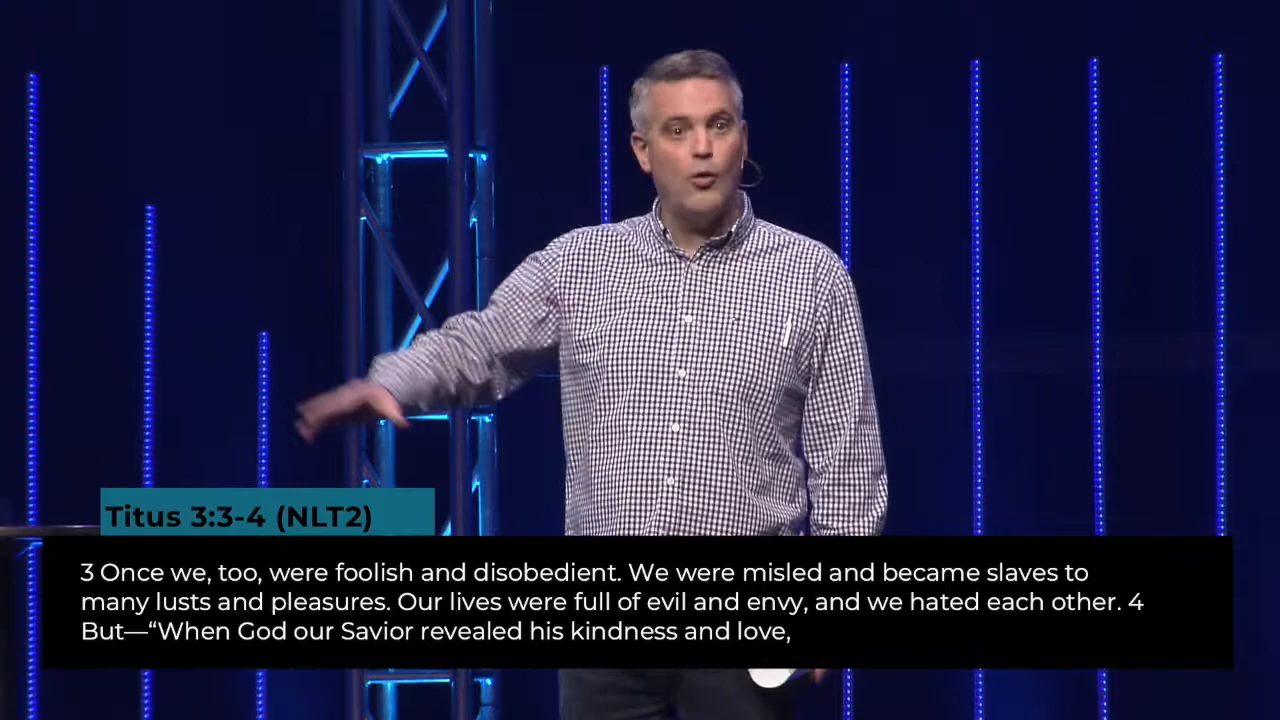 Titus 3:3-4 (NLT2)
3 Once we, too, were foolish and disobedient. We were misled and became slaves to
many lusts and pleasures. Our lives were full of evil and envy, and we hated each other. 4
But—“When God our Savior revealed his kindness and love,